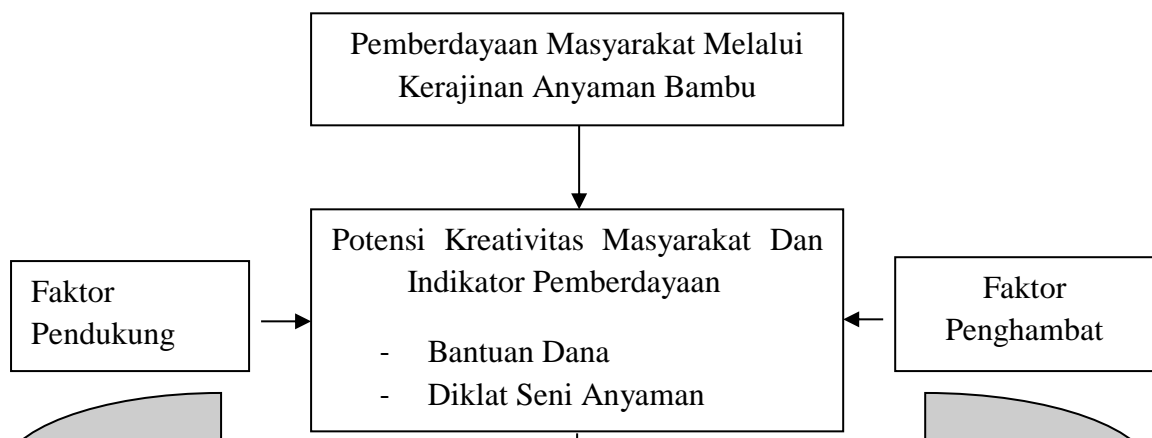 Pemberdayaan Masyarakat Melalui
Kerajinan Anyaman Bambu
Potensi Kreativitas Masyarakat Dan
Indikator Pemberdayaan
- Bantuan Dana
- Diklat Seni Anyaman
Faktor
Pendukung
Faktor
Penghambat